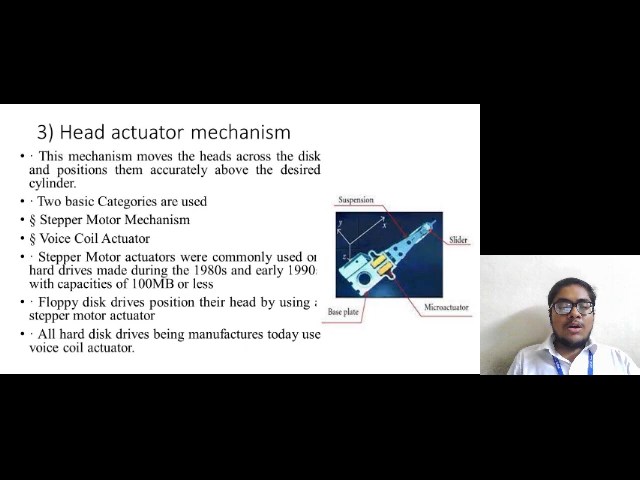 3) Head actuator mechanism
• · This mechanism moves the heads across the disk
and positions them accurately above the desired
cylinder.
• · Two basic Categories are used
• § Stepper Motor Mechanism
• § Voice Coil Actuator
• · Stepper Motor actuators were commonly used on
hard drives made during the 1980s and early 1990
with capacities of 100MB or less
• · Floppy disk drives position their head by using
stepper motor actuator
• · All hard disk drives being manufactures today use
voice coil actuator.
Suspension
y
x
z
Slider
Microactuator
Base plate